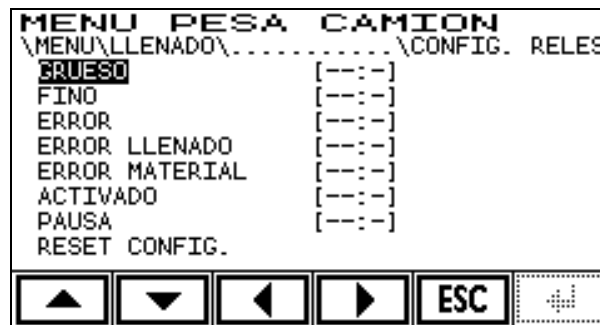 MENU PESA CAMION
\MENU\LLENADO\............\CONFIG. RELES
GRUESO [--:-]
FINO [--:-]
ERROR [--:-]
ERROR LLENADO [--:-]
ERROR MATERIAL [--:-]
ACTIVADO [--:-]
PAUSA [--:-]
RESET CONFIG.
ESC